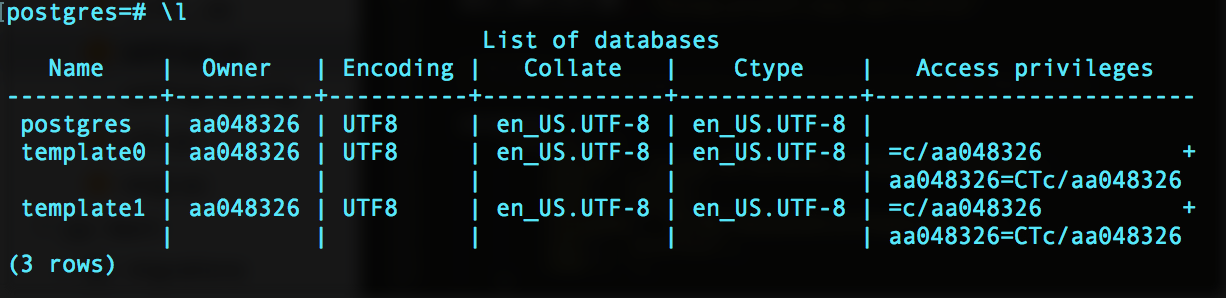 postgres=# \l
                                  List of databases
   Name    |  Owner   | Encoding |   Collate   |    Ctype    |   Access privileges
-----------+----------+----------+-------------+-------------+-------------------------
 postgres  | aa048326 | UTF8     | en_US.UTF-8 | en_US.UTF-8 |
 template0 | aa048326 | UTF8     | en_US.UTF-8 | en_US.UTF-8 | =c/aa048326           +
           |          |          |             |             | aa048326=CTc/aa048326
 template1 | aa048326 | UTF8     | en_US.UTF-8 | en_US.UTF-8 | =c/aa048326           +
           |          |          |             |             | aa048326=CTc/aa048326
(3 rows)